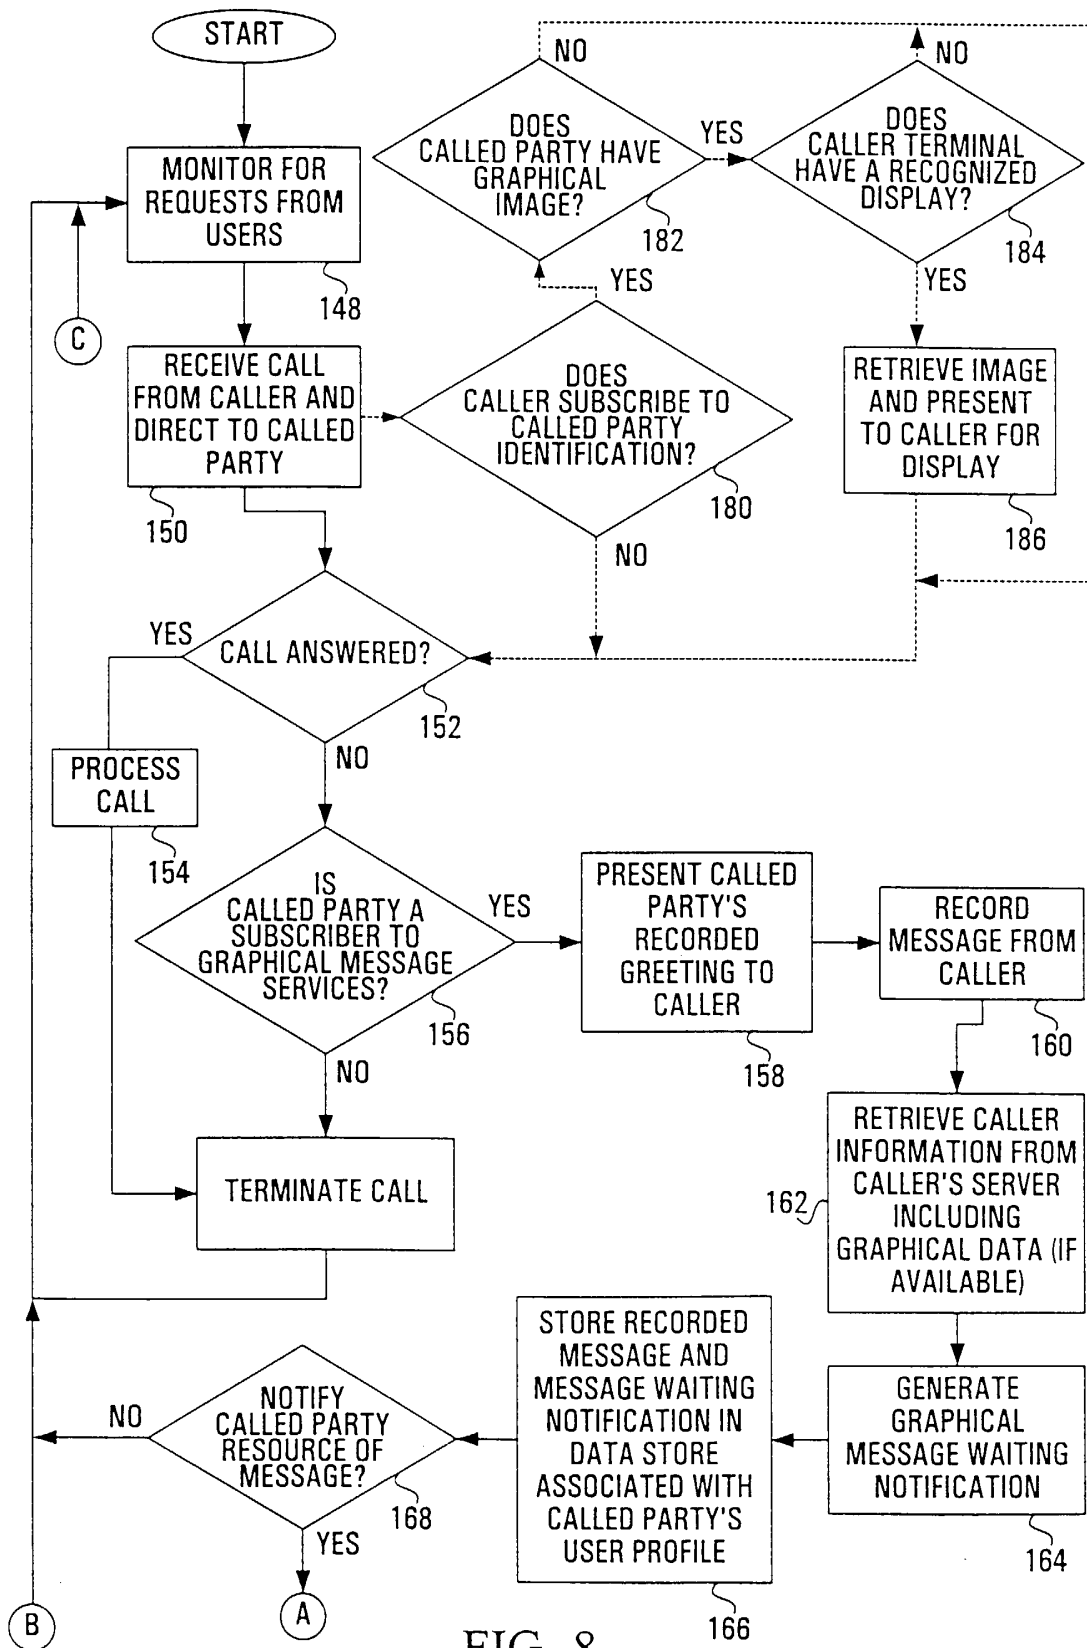 START
MONITOR FOR
REQUESTS FROM
USERS
148
C
RECEIVE CALL
FROM CALLER AND
DIRECT TO CALLED
PARTY
150
DOES
CALLER SUBSCRIBE TO
CALLED PARTY
IDENTIFICATION?
180
YES
NO
DOES
CALLED PARTY HAVE
GRAPHICAL
IMAGE?
182
NO
YES
DOES
CALLER TERMINAL
HAVE A RECOGNIZED
DISPLAY?
184
NO
YES
RETRIEVE IMAGE
AND PRESENT
TO CALLER FOR
DISPLAY
186
CALL ANSWERED?
152
YES
NO
PROCESS
CALL
154
IS
CALLED PARTY A
SUBSCRIBER TO
GRAPHICAL MESSAGE
SERVICES?
156
YES
NO
PRESENT CALLED
PARTY'S
RECORDED
GREETING TO
CALLER
158
RECORD
MESSAGE FROM
CALLER
160
TERMINATE CALL
RETRIEVE CALLER
INFORMATION FROM
CALLER'S SERVER
INCLUDING
GRAPHICAL DATA (IF
AVAILABLE)
162
GENERATE
GRAPHICAL
MESSAGE WAITING
NOTIFICATION
164
STORE RECORDED
MESSAGE AND
MESSAGE WAITING
NOTIFICATION IN
DATA STORE
ASSOCIATED WITH
CALLED PARTY'S
USER PROFILE
166
NOTIFY
CALLED PARTY
RESOURCE OF
MESSAGE?
168
NO
YES
A
B
FIG. 8